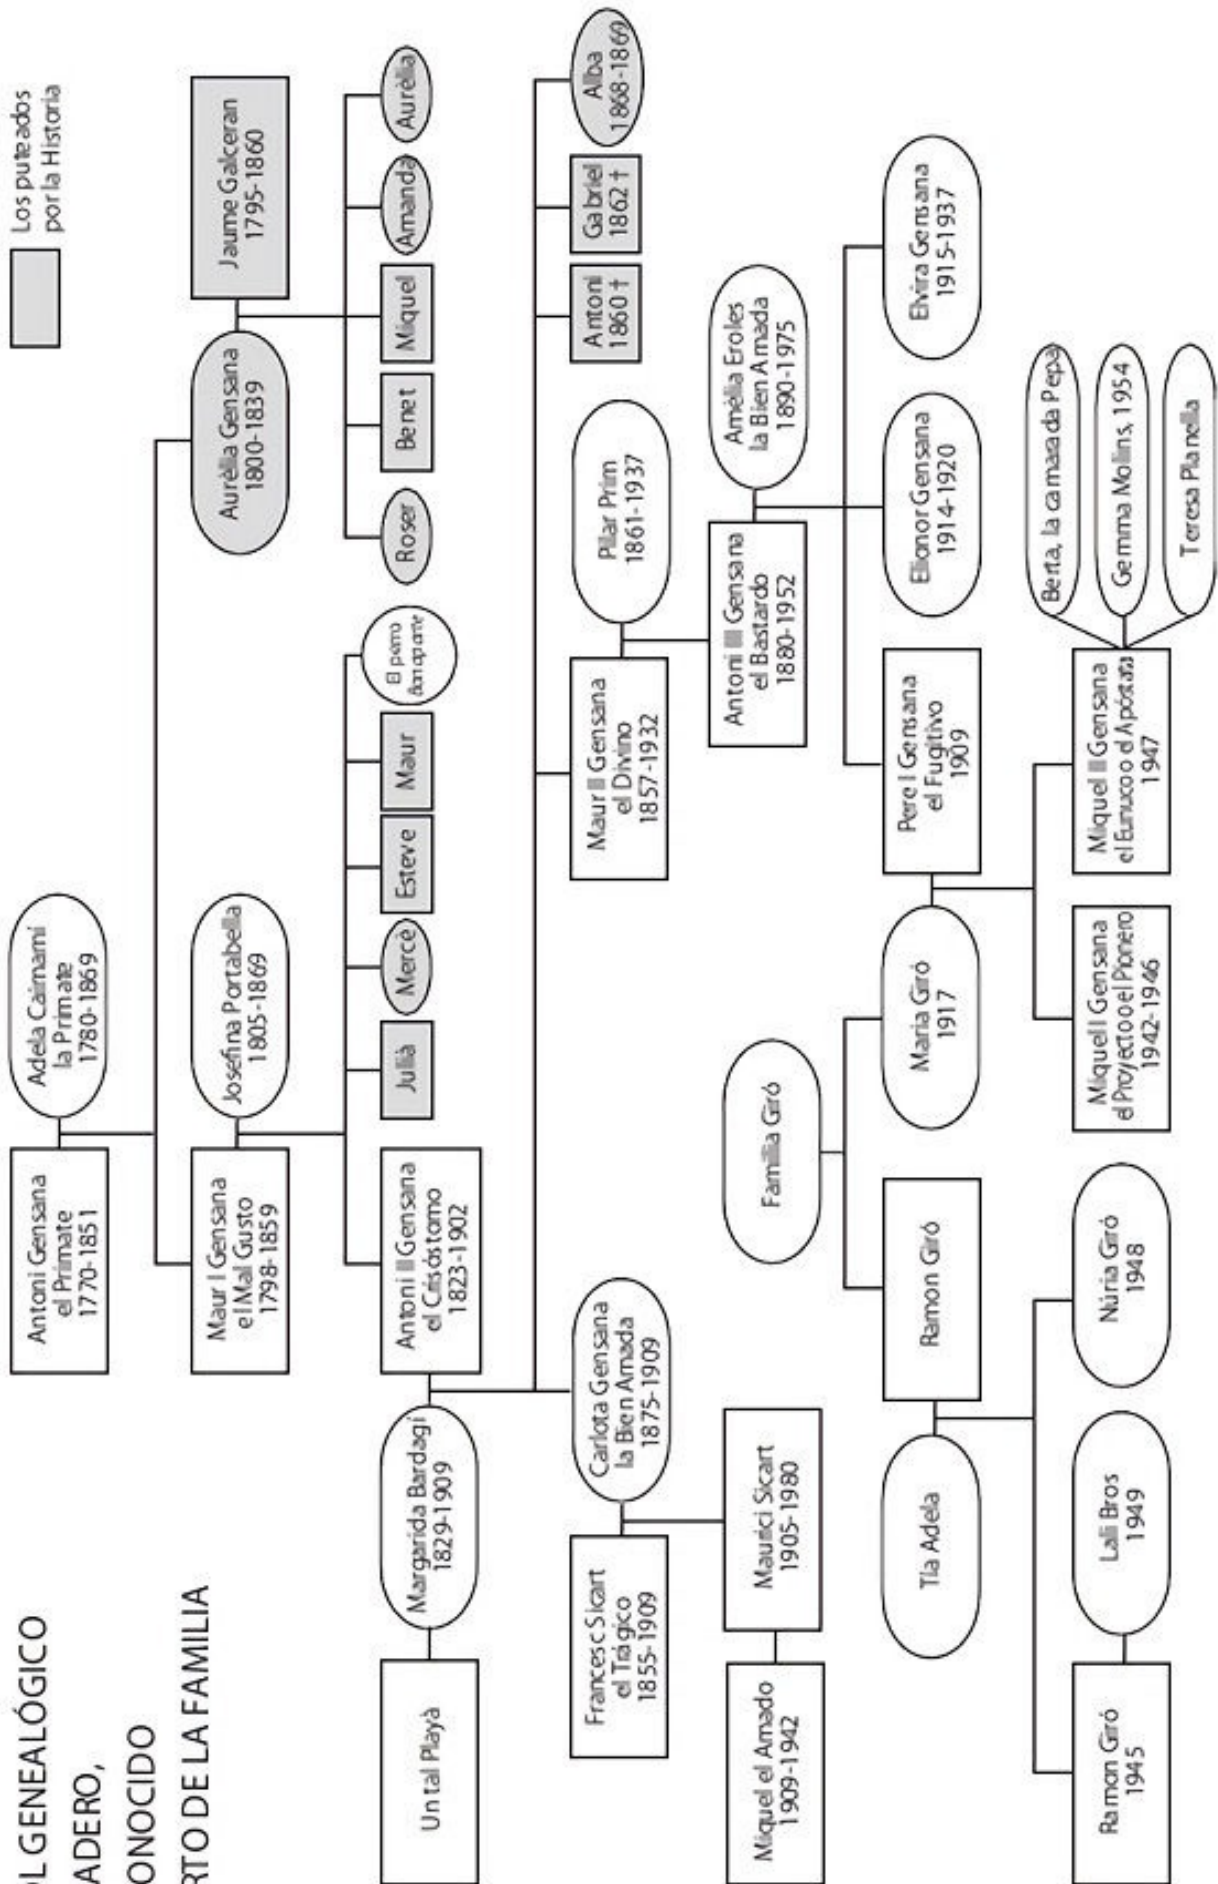 OL GENEALÓGICO
ADERO,
ONOCIDO
RTO DE LA FAMILIA
Los puteados
por la Historia
Antoni Gensana
el Primate
1770-1851
Adela Caimamí
la Primate
1780-1869
Maur I Gensana
el Mal Gusto
1798-1859
Josefina Portabella
1805-1869
Aurèlia Gensana
1800-1839
Jaume Galceran
1795-1860
Un tal Playà
Margarida Bardagí
1829-1909
Antoni II Gensana
el Crisóstomo
1823-1902
Julià
Mercè
Esteve
Maur
El perro
Bonaparte
Roser
Benet
Miquel
Amanda
Aurèlia
Francesc Sicart
el Trágico
1855-1909
Carlota Gensana
la Bien Amada
1875-1909
Maur II Gensana
el Divino
1857-1932
Pilar Prim
1861-1937
Antoni
1860 †
Gabriel
1862 †
Alba
1868-1869
Miquel el Amado
1909-1942
Maurici Sicart
1905-1980
Familia Giró
Antoni III Gensana
el Bastardo
1880-1952
Amèlia Eroles
la Bien Amada
1890-1975
Tía Adela
Ramon Giró
Maria Giró
1917
Pere I Gensana
el Fugitivo
1909
Elionor Gensana
1914-1920
Elvira Gensana
1915-1937
Ramon Giró
1945
Lali Bros
1949
Núria Giró
1948
Miquel I Gensana
el Proyecto o el Pionero
1942-1946
Miquel II Gensana
el Eunuco o el Apóstata
1947
Berta, la camarada Pepa
Gemma Molins, 1954
Teresa Planella